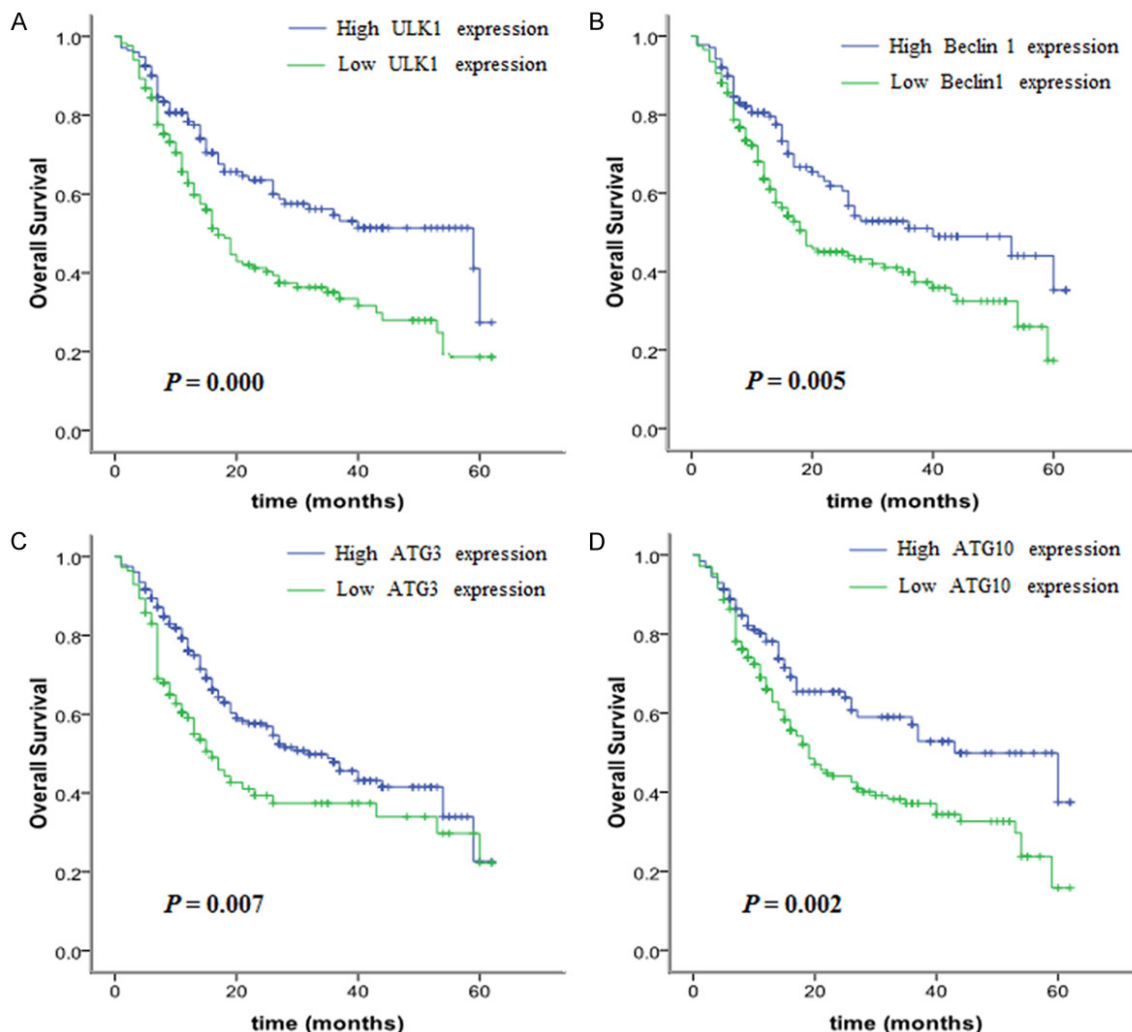 A
High ULK1 expression
Low ULK1 expression
1.0
0.8
0.6
0.4
0.2
0.0
Overall Survival
P = 0.000
0 20 40 60
time (months)
B
High Beclin 1 expression
Low Beclin1 expression
1.0
0.8
0.6
0.4
0.2
0.0
Overall Survival
P = 0.005
0 20 40 60
time (months)
C
High ATG3 expression
Low ATG3 expression
1.0
0.8
0.6
0.4
0.2
0.0
Overall Survival
P = 0.007
0 20 40 60
time (months)
D
High ATG10 expression
Low ATG10 expression
1.0
0.8
0.6
0.4
0.2
0.0
Overall Survival
P = 0.002
0 20 40 60
time (months)